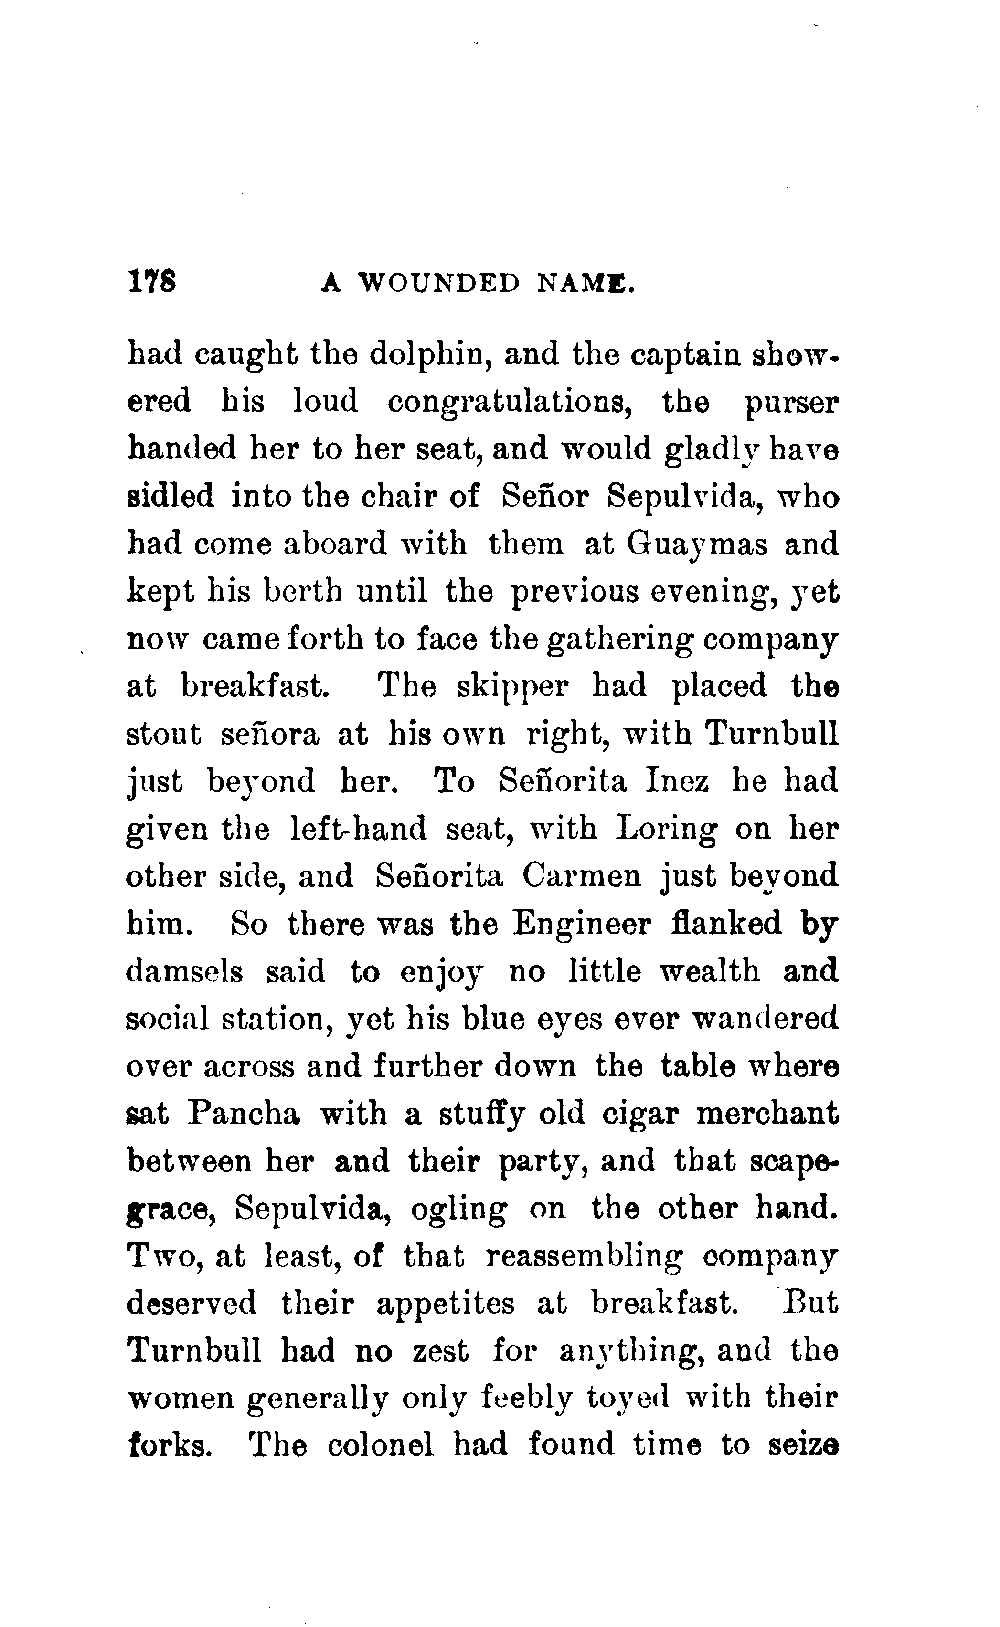 178 A WOUNDED NAME.
had caught the dolphin, and the captain show-
ered his loud congratulations, the purser
handed her to her seat, and would gladly have
sidled into the chair of Señor Sepulvida, who
had come aboard with them at Guaymas and
kept his berth until the previous evening, yet
now came forth to face the gathering company
at breakfast. The skipper had placed the
stout señora at his own right, with Turnbull
just beyond her. To Señorita Inez he had
given the left-hand seat, with Loring on her
other side, and Señorita Carmen just beyond
him. So there was the Engineer flanked by
damsels said to enjoy no little wealth and
social station, yet his blue eyes ever wandered
over across and further down the table where
sat Pancha with a stuffy old cigar merchant
between her and their party, and that scape-
grace, Sepulvida, ogling on the other hand.
Two, at least, of that reassembling company
deserved their appetites at breakfast. But
Turnbull had no zest for anything, and the
women generally only feebly toyed with their
forks. The colonel had found time to seize